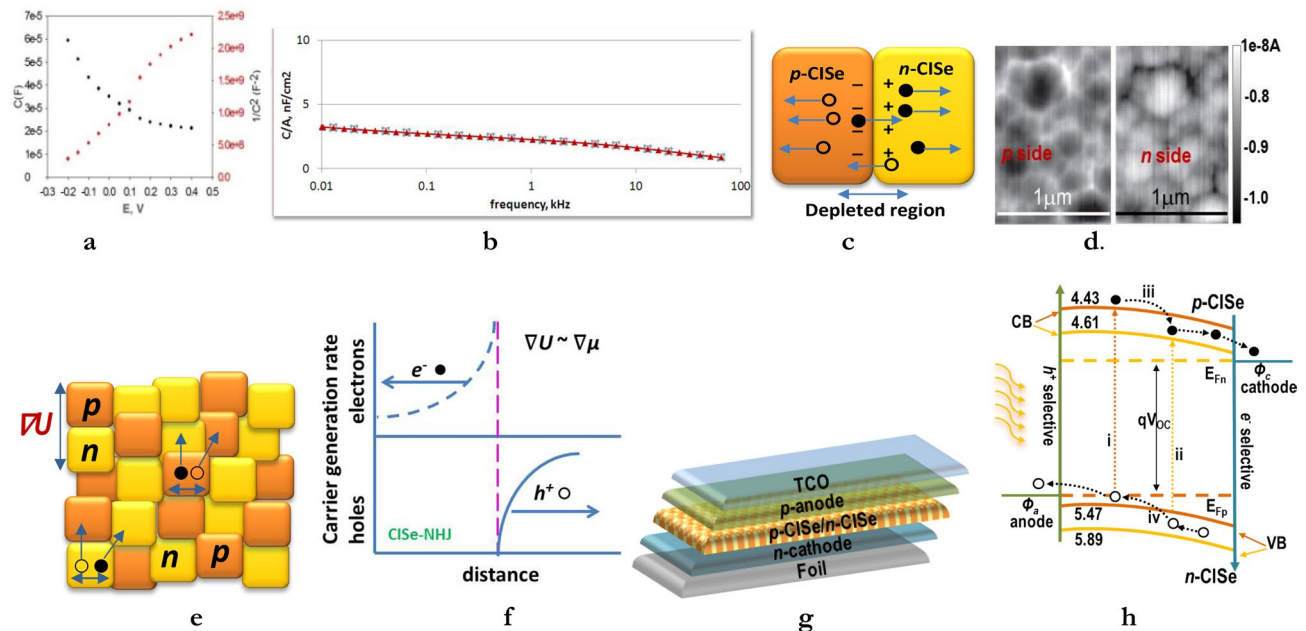 7e-5
6e-5
5e-5
4e-5
3e-5
2e-5
1e-5
0
C(F)
2.5e+9
2.0e+9
1.5e+9
1.0e+9
5.0e+8
0.0
1/C² (F-2)
-0.3 -0.2 -0.1 0.0 0.1 0.2 0.3 0.4 0.5
E, V
a
10
5
0
C/A, nF/cm2
0.01 0.1 1 10 100
frequency, kHz
b
p-CISe n-CISe
– +
– +
– +
– +
Depleted region
c
p side
1μm
n side
1μm
1e-8A
-0.8
-0.9
-1.0
d.
∇U
p
n
n p
e
Carrier generation rate
holes electrons
∇U ~ ∇μ
e⁻
h⁺
CISe-NHJ
distance
f
TCO
p-anode
p-CISe/n-CISe
n-cathode
Foil
g
4.43 iii p-CISe
CB
4.61
EFn
ϕc
cathode
h⁺ selective
e⁻ selective
qVOC
i
ii
EFp
ϕa
anode
5.47 iv
5.89
VB
n-CISe
h